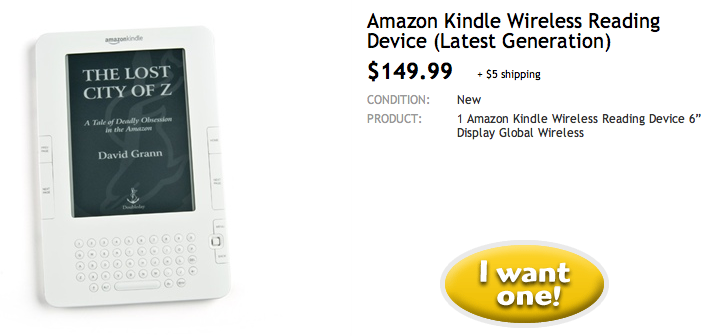 amazonkindle
THE LOST
CITY OF Z
A Tale of Deadly Obsession
in the Amazon
David Grann
Doubleday
Amazon Kindle Wireless Reading
Device (Latest Generation)
$149.99 + $5 shipping
CONDITION: New
PRODUCT: 1 Amazon Kindle Wireless Reading Device 6”
Display Global Wireless
I want
one!